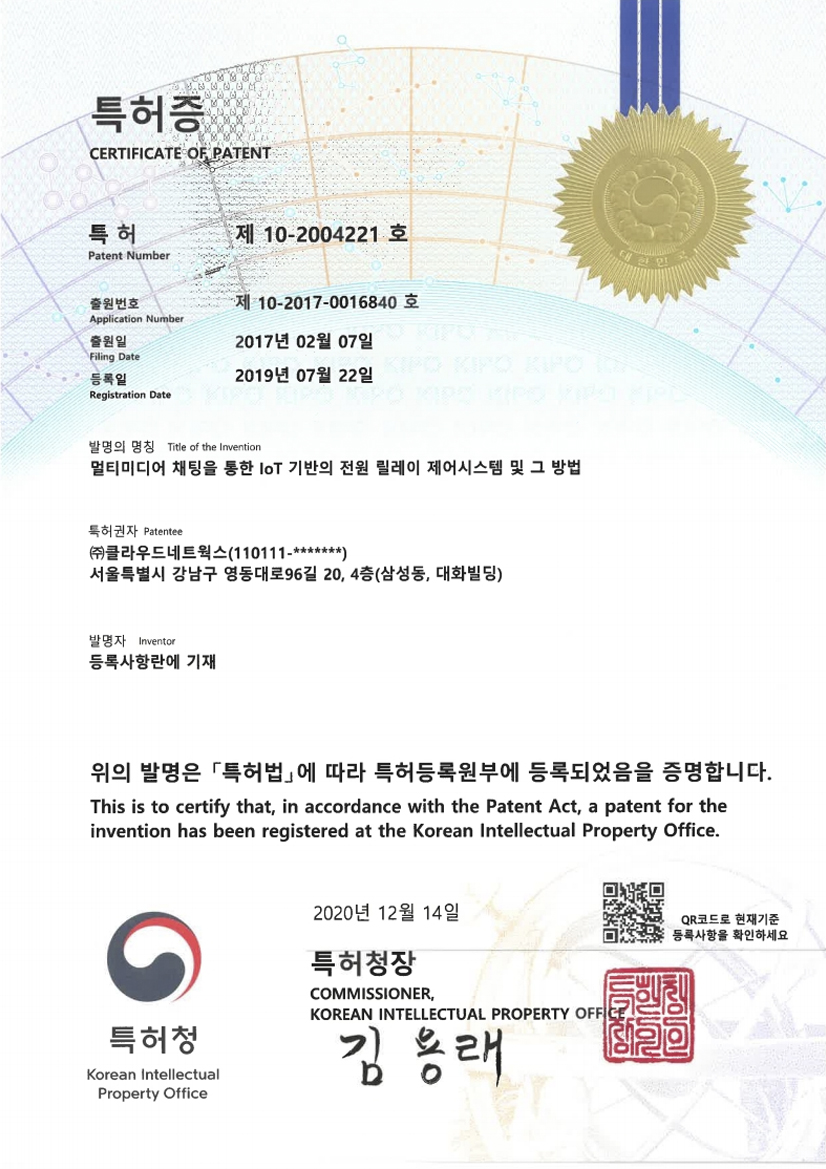 특허증
CERTIFICATE OF PATENT
특 허 제 10-2004221 호
Patent Number
출원번호 제 10-2017-0016840 호
Application Number
출원일 2017년 02월 07일
Filing Date
등록일 2019년 07월 22일
Registration Date
대한민국
KIPO KIPO KIPO KIPO KIPO
발명의 명칭 Title of the Invention
멀티미디어 채팅을 통한 IoT 기반의 전원 릴레이 제어시스템 및 그 방법
특허권자 Patentee
㈜클라우드네트웍스(110111-*******)
서울특별시 강남구 영동대로96길 20, 4층(삼성동, 대화빌딩)
발명자 Inventor
등록사항란에 기재
위의 발명은 「특허법」에 따라 특허등록원부에 등록되었음을 증명합니다.
This is to certify that, in accordance with the Patent Act, a patent for the
invention has been registered at the Korean Intellectual Property Office.
2020년 12월 14일
QR코드로 현재기준
등록사항을 확인하세요
특허청장
COMMISSIONER,
KOREAN INTELLECTUAL PROPERTY OFFICE
김용래
특허청
Korean Intellectual
Property Office